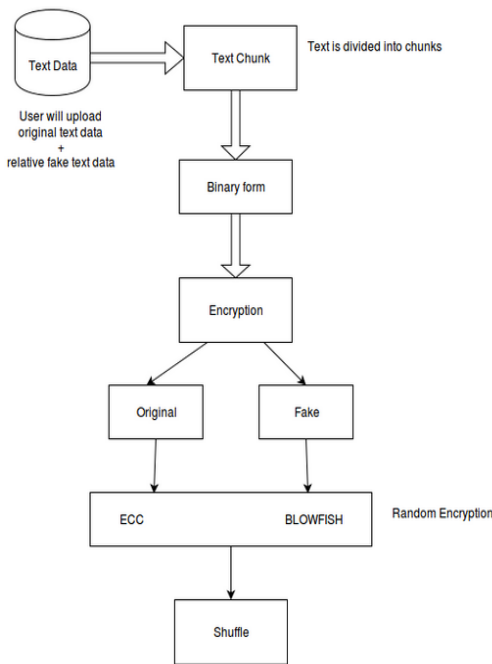 Text Data
Text Chunk
Text is divided into chunks
User will upload
original text data
+
relative fake text data
Binary form
Encryption
Original
Fake
ECC
BLOWFISH
Random Encryption
Shuffle